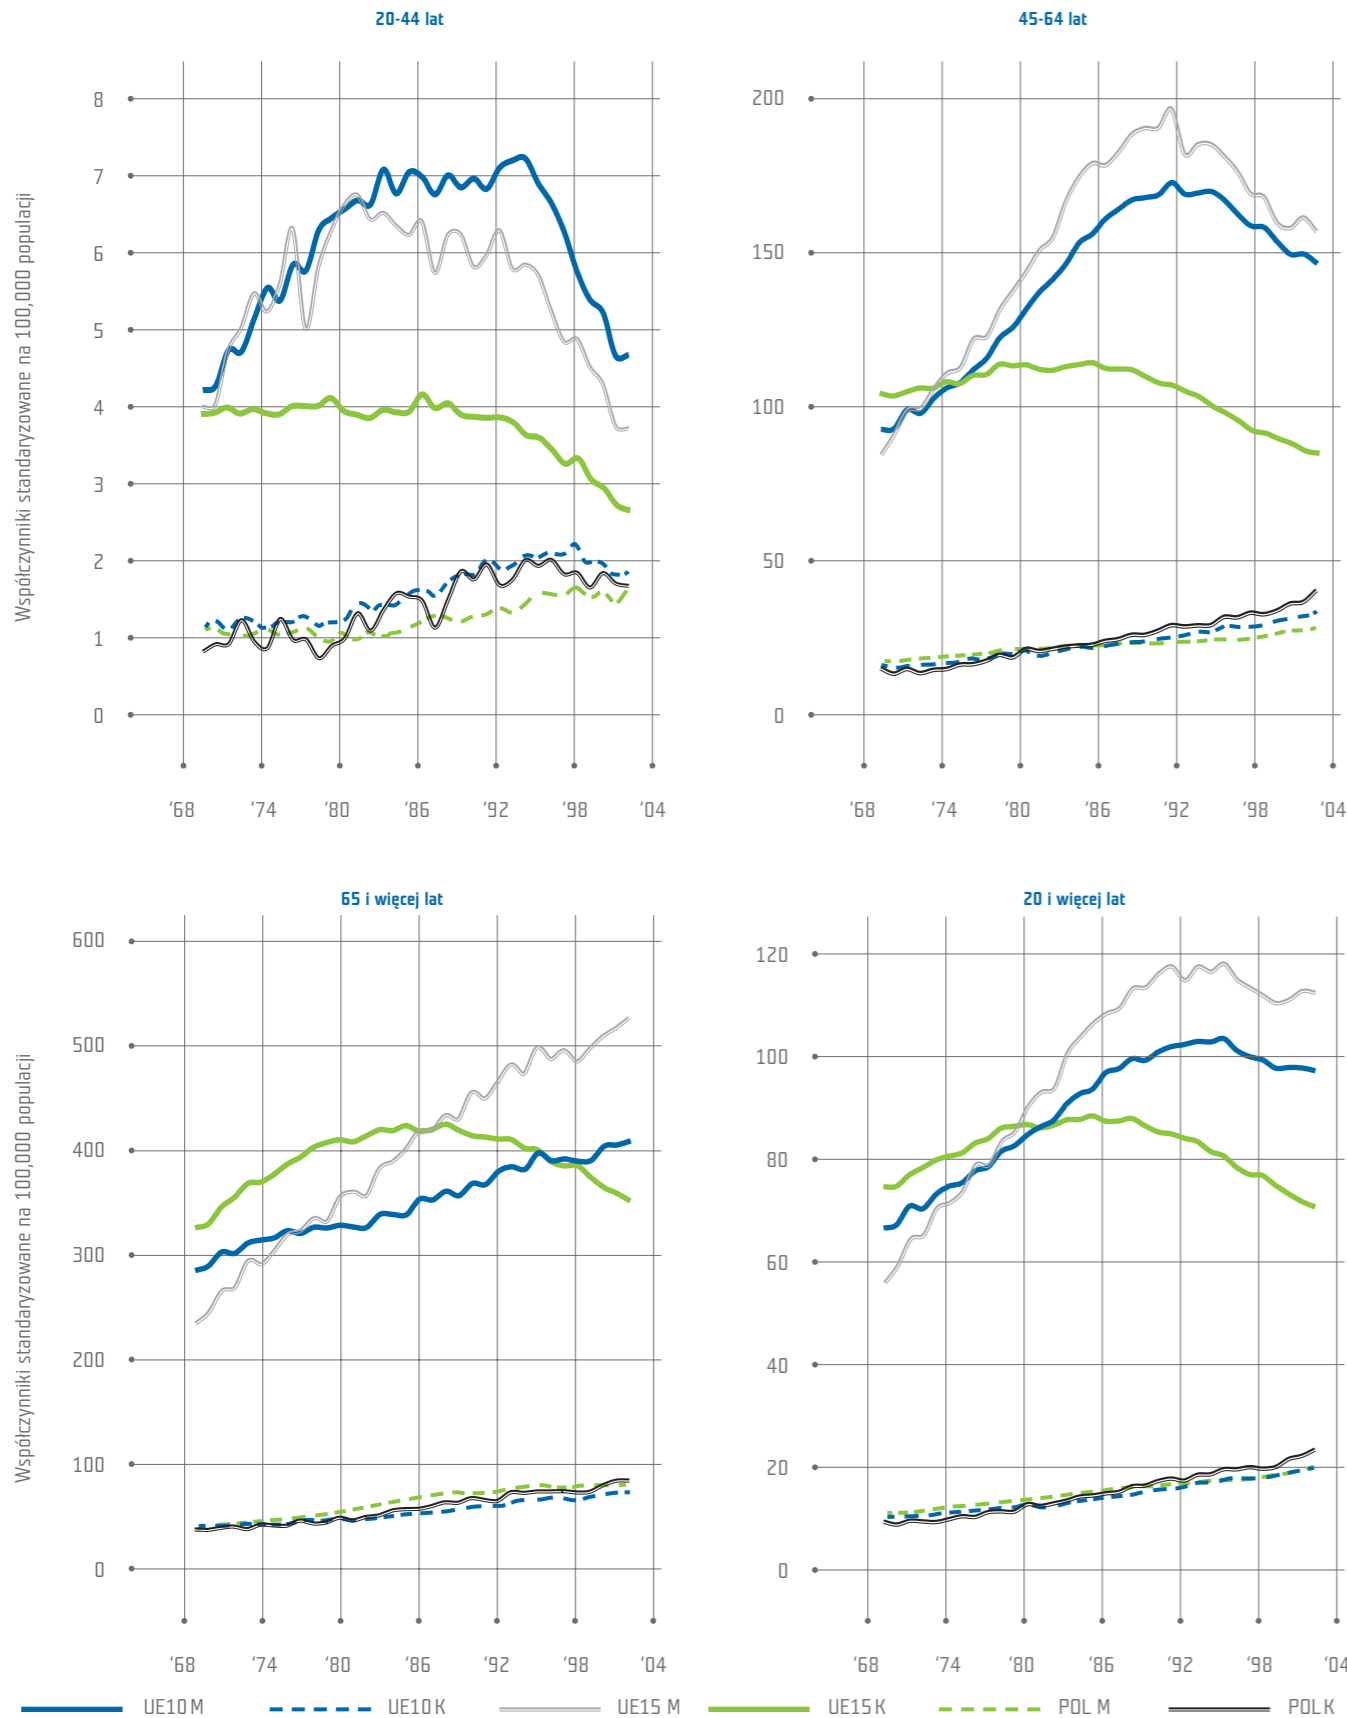 20-44 lat
45-64 lat
Współczynniki standaryzowane na 100,000 populacji
8
7
6
5
4
3
2
1
0
‘68 ‘74 ‘80 ‘86 ‘92 ‘98 ‘04
200
150
100
50
0
‘68 ‘74 ‘80 ‘86 ‘92 ‘98 ‘04
65 i więcej lat
20 i więcej lat
Współczynniki standaryzowane na 100,000 populacji
600
500
400
300
200
100
0
‘68 ‘74 ‘80 ‘86 ‘92 ‘98 ‘04
120
100
80
60
40
20
0
‘68 ‘74 ‘80 ‘86 ‘92 ‘98 ‘04
UE10 M UE10 K UE15 M UE15 K POL M POL K